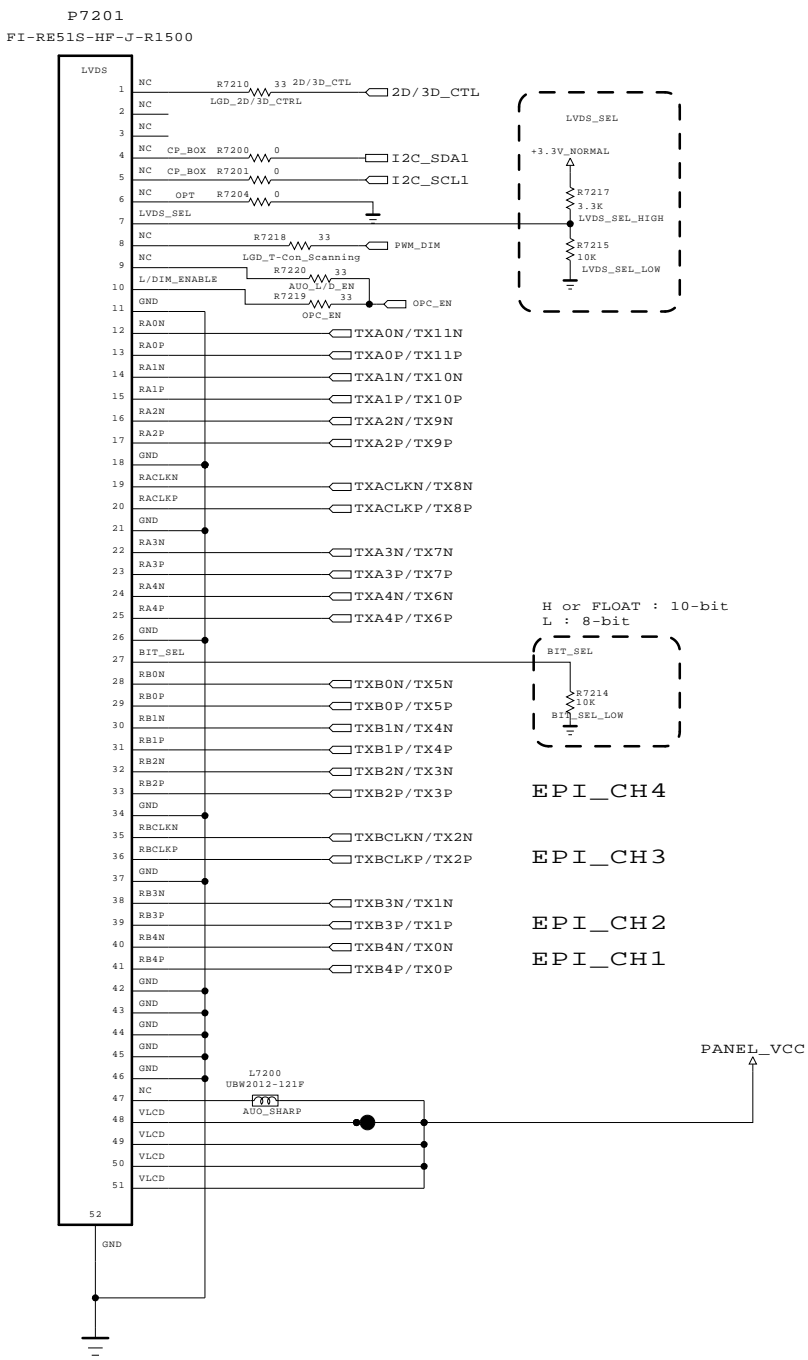 P7201
FI-RE51S-HF-J-R1500
LVDS
1 NC R7210 33 2D/3D_CTL 2D/3D_CTL
LGD_2D/3D_CTRL
2 NC
3 NC
4 NC CP_BOX R7200 0 I2C_SDA1
5 NC CP_BOX R7201 0 I2C_SCL1
6 NC OPT R7204 0
7 LVDS_SEL
8 NC R7218 33 PWM_DIM
LGD_T-Con_Scanning
9 NC R7220 33
AUO_L/D_EN
10 L/DIM_ENABLE R7219 33 OPC_EN
OPC_EN
LVDS_SEL
+3.3V_NORMAL
R7217
3.3K
LVDS_SEL_HIGH
R7215
10K
LVDS_SEL_LOW
11 GND
12 RA0N TXA0N/TX11N
13 RA0P TXA0P/TX11P
14 RA1N TXA1N/TX10N
15 RA1P TXA1P/TX10P
16 RA2N TXA2N/TX9N
17 RA2P TXA2P/TX9P
18 GND
19 RACLKN TXACLKN/TX8N
20 RACLKP TXACLKP/TX8P
21 GND
22 RA3N TXA3N/TX7N
23 RA3P TXA3P/TX7P
24 RA4N TXA4N/TX6N
25 RA4P TXA4P/TX6P
26 GND
H or FLOAT : 10-bit
L : 8-bit
27 BIT_SEL BIT_SEL
R7214
10K
BIT_SEL_LOW
28 RB0N TXB0N/TX5N
29 RB0P TXB0P/TX5P
30 RB1N TXB1N/TX4N
31 RB1P TXB1P/TX4P
32 RB2N TXB2N/TX3N
33 RB2P TXB2P/TX3P EPI_CH4
34 GND
35 RBCLKN TXBCLKN/TX2N
36 RBCLKP TXBCLKP/TX2P EPI_CH3
37 GND
38 RB3N TXB3N/TX1N
39 RB3P TXB3P/TX1P EPI_CH2
40 RB4N TXB4N/TX0N
41 RB4P TXB4P/TX0P EPI_CH1
42 GND
43 GND
44 GND
45 GND
46 GND
L7200
UBW2012-121F
47 NC
AUO_SHARP
PANEL_VCC
48 VLCD
49 VLCD
50 VLCD
51 VLCD
52
GND